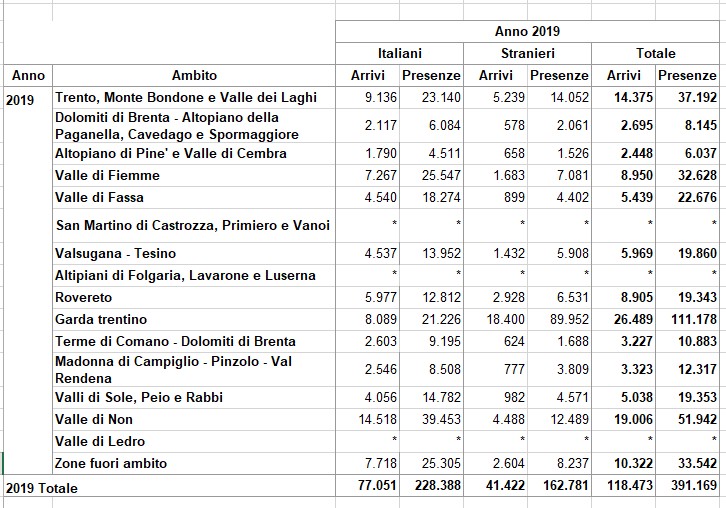 Anno 2019
Italiani Stranieri Totale
Anno Ambito Arrivi Presenze Arrivi Presenze Arrivi Presenze
2019 Trento, Monte Bondone e Valle dei Laghi 9.136 23.140 5.239 14.052 14.375 37.192
Dolomiti di Brenta - Altopiano della
Paganella, Cavedago e Spormaggiore 2.117 6.084 578 2.061 2.695 8.145
Altopiano di Pine' e Valle di Cembra 1.790 4.511 658 1.526 2.448 6.037
Valle di Fiemme 7.267 25.547 1.683 7.081 8.950 32.628
Valle di Fassa 4.540 18.274 899 4.402 5.439 22.676
San Martino di Castrozza, Primiero e Vanoi * * * * * *
Valsugana - Tesino 4.537 13.952 1.432 5.908 5.969 19.860
Altipiani di Folgaria, Lavarone e Luserna * * * * * *
Rovereto 5.977 12.812 2.928 6.531 8.905 19.343
Garda trentino 8.089 21.226 18.400 89.952 26.489 111.178
Terme di Comano - Dolomiti di Brenta 2.603 9.195 624 1.688 3.227 10.883
Madonna di Campiglio - Pinzolo - Val
Rendena 2.546 8.508 777 3.809 3.323 12.317
Valli di Sole, Peio e Rabbi 4.056 14.782 982 4.571 5.038 19.353
Valle di Non 14.518 39.453 4.488 12.489 19.006 51.942
Valle di Ledro * * * * * *
Zone fuori ambito 7.718 25.305 2.604 8.237 10.322 33.542
2019 Totale 77.051 228.388 41.422 162.781 118.473 391.169